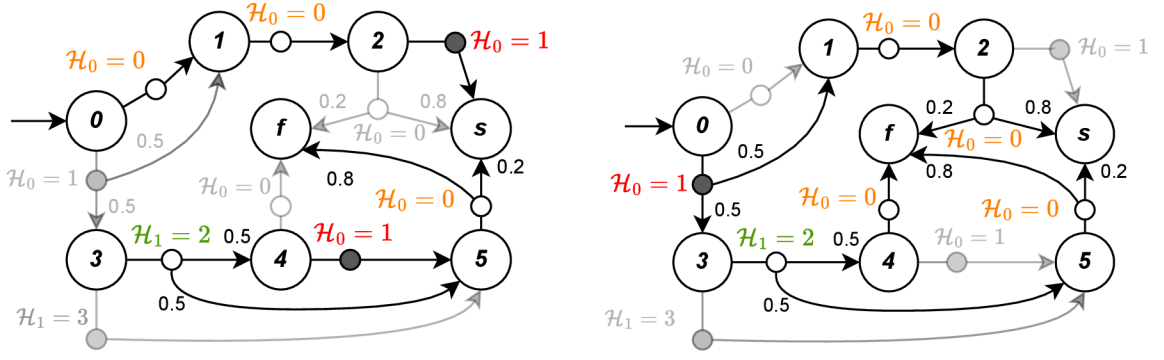 H₀ = 0
1
H₀ = 0
2
H₀ = 1
0
0.5
f
0.2
0.8
H₀ = 0
s
H₀ = 1
0.5
H₀ = 0
0.8
H₀ = 0
0.2
3
H₁ = 2
0.5
4
H₀ = 1
5
0.5
H₁ = 3
H₀ = 0
1
H₀ = 0
2
H₀ = 1
0
0.5
f
0.2
0.8
H₀ = 0
s
H₀ = 1
0.5
H₀ = 0
0.8
H₀ = 0
0.2
3
H₁ = 2
0.5
4
H₀ = 1
5
0.5
H₁ = 3